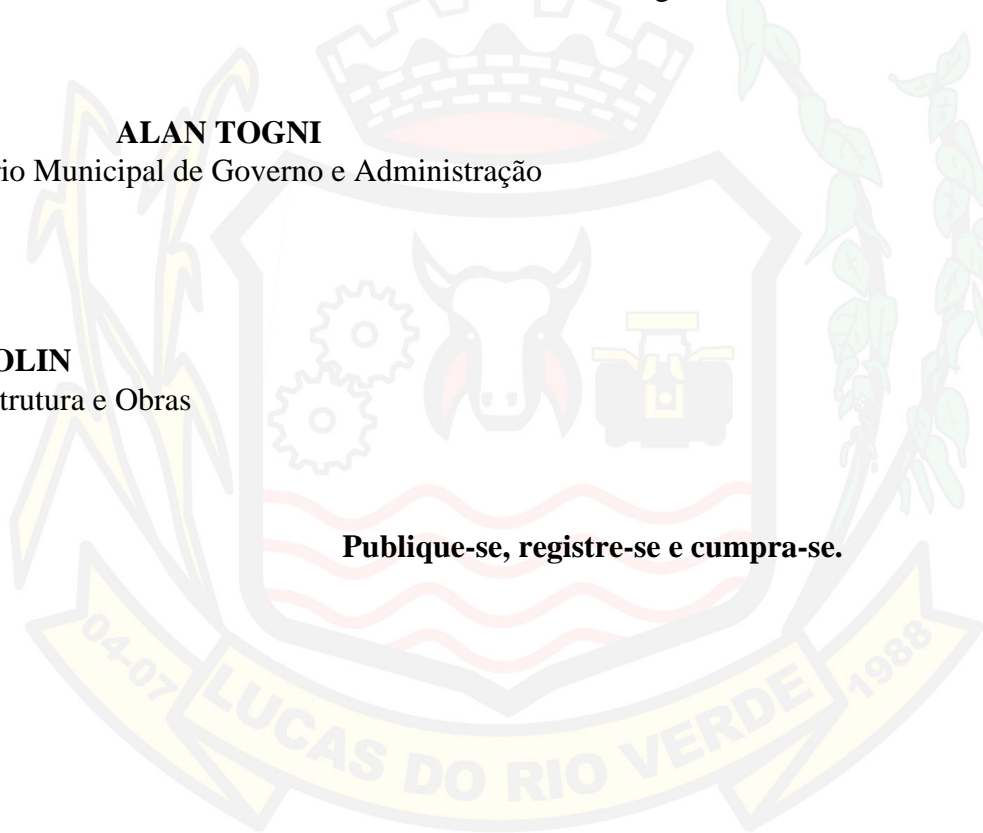 ALAN TOGNI
rio Municipal de Governo e Administração
OLIN
trutura e Obras
Publique-se, registre-se e cumpra-se.
04-07
LUCAS DO RIO VERDE
1988